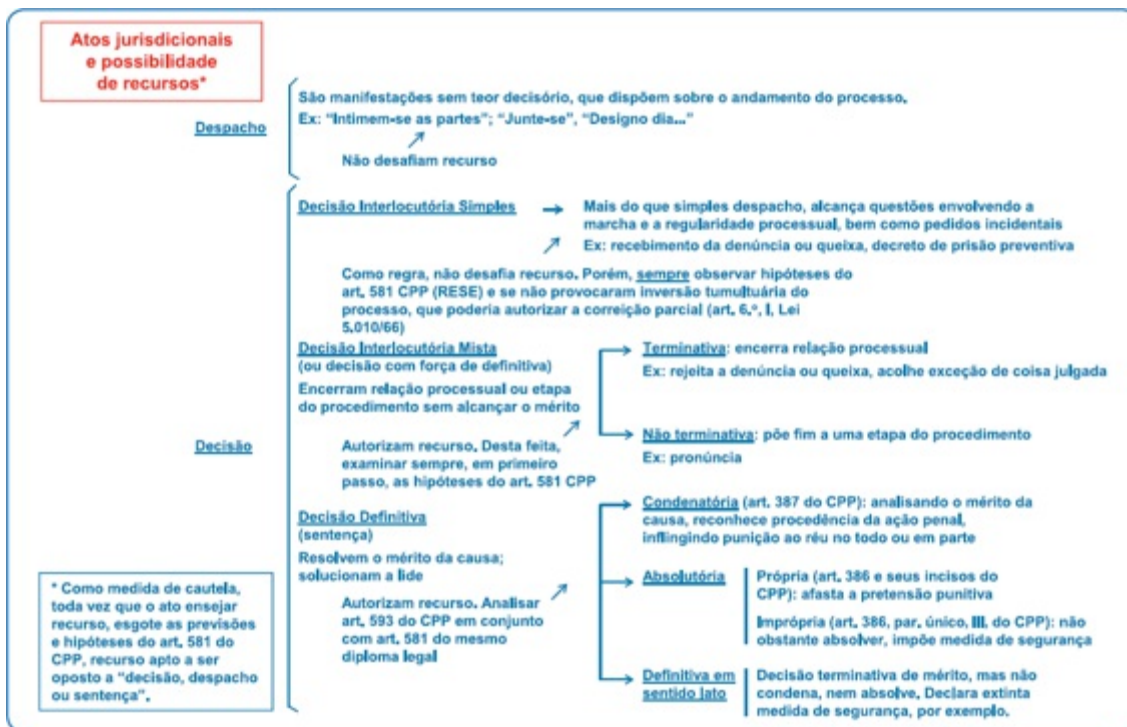 Atos jurisdicionais
e possibilidade
de recursos*
Despacho
São manifestações sem teor decisório, que dispõem sobre o andamento do processo.
Ex: “Intimem-se as partes”; “Junte-se”, “Designo dia...”
Não desafiam recurso
Decisão
Decisão Interlocutória Simples
Mais do que simples despacho, alcança questões envolvendo a
marcha e a regularidade processual, bem como pedidos incidentais
Ex: recebimento da denúncia ou queixa, decreto de prisão preventiva
Como regra, não desafia recurso. Porém, sempre observar hipóteses do
art. 581 CPP (RESE) e se não provocaram inversão tumultuária do
processo, que poderia autorizar a correição parcial (art. 6.º, I, Lei
5.010/66)
Decisão Interlocutória Mista
(ou decisão com força de definitiva)
Encerram relação processual ou etapa
do procedimento sem alcançar o mérito
Autorizam recurso. Desta feita,
examinar sempre, em primeiro
passo, as hipóteses do art. 581 CPP
Terminativa: encerra relação processual
Ex: rejeita a denúncia ou queixa, acolhe exceção de coisa julgada
Não terminativa: põe fim a uma etapa do procedimento
Ex: pronúncia
Decisão Definitiva
(sentença)
Resolvem o mérito da causa;
solucionam a lide
Autorizam recurso. Analisar
art. 593 do CPP em conjunto
com art. 581 do mesmo
diploma legal
Condenatória (art. 387 do CPP): analisando o mérito da
causa, reconhece procedência da ação penal,
inflingindo punição ao réu no todo ou em parte
Absolutória
Própria (art. 386 e seus incisos do
CPP): afasta a pretensão punitiva
Imprópria (art. 386, par. único, III, do CPP): não
obstante absolver, impõe medida de segurança
Definitiva em
sentido lato
Decisão terminativa de mérito, mas não
condena, nem absolve. Declara extinta
medida de segurança, por exemplo.
* Como medida de cautela,
toda vez que o ato ensejar
recurso, esgote as previsões
e hipóteses do art. 581 do
CPP, recurso apto a ser
oposto a “decisão, despacho
ou sentença”.